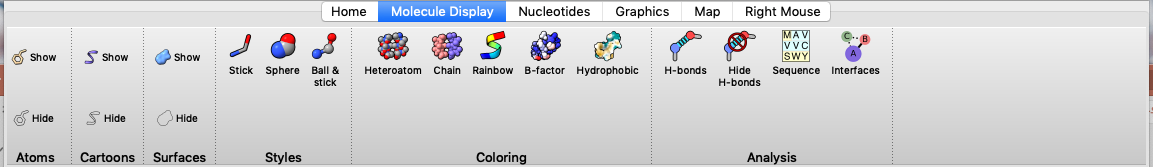 Home Molecule Display Nucleotides Graphics Map Right Mouse
Show Show Show
Hide Hide Hide
Atoms Cartoons Surfaces
Stick Sphere Ball &
stick
Styles
Heteroatom Chain Rainbow B-factor Hydrophobic
Coloring
H-bonds Hide
H-bonds
Sequence Interfaces
M A V
V V C
S W Y
C B
A
Analysis